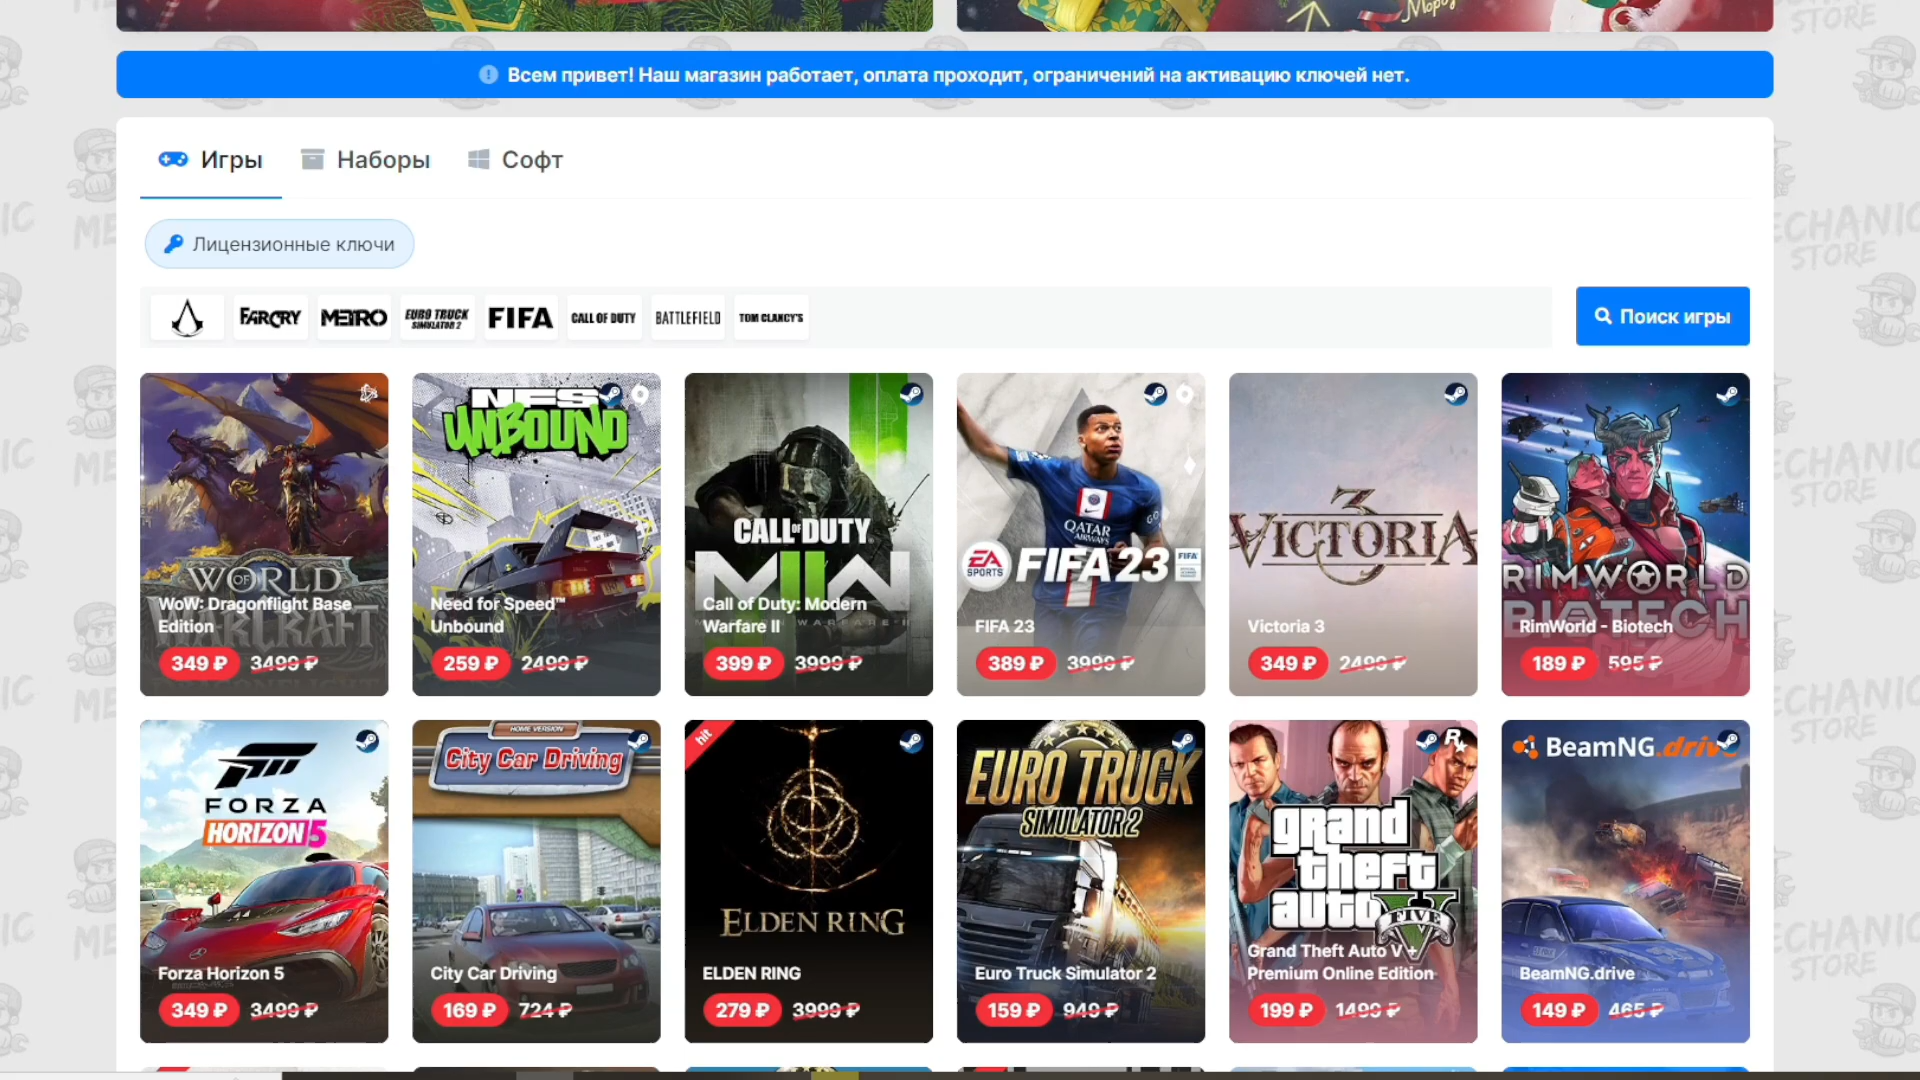 Мороз
STORE
Всем привет! Наш магазин работает, оплата проходит, ограничений на активацию ключей нет.
Игры
Наборы
Софт
Лицензионные ключи
FARCRY
METRO
EURO TRUCK
SIMULATOR 2
FIFA
CALL OF DUTY
BATTLEFIELD
TOM CLANCY'S
Поиск игры
MECHANIC
STORE
NFS
UNBOUND
CALL OF DUTY
MWII
QATAR
AIRWAYS
EA
SPORTS
FIFA 23
FIFA
3
VICTORIA
RIMWORLD
BIOTECH
WORLD
OF
WARCRAFT
WoW: Dragonflight Base
Edition
349 ₽ 3499 ₽
Need for Speed™
Unbound
259 ₽ 2499 ₽
Call of Duty: Modern
Warfare II
399 ₽ 3999 ₽
FIFA 23
389 ₽ 3999 ₽
Victoria 3
349 ₽ 2499 ₽
RimWorld - Biotech
189 ₽ 595 ₽
FORZA
HORIZON 5
HOME VERSION
City Car Driving
hit
ELDEN RING
EURO TRUCK
SIMULATOR 2
grand
theft
auto
FIVE
BeamNG.drive
Forza Horizon 5
349 ₽ 3499 ₽
City Car Driving
169 ₽ 724 ₽
ELDEN RING
279 ₽ 3999 ₽
Euro Truck Simulator 2
159 ₽ 949 ₽
Grand Theft Auto V +
Premium Online Edition
199 ₽ 1499 ₽
BeamNG.drive
149 ₽ 465 ₽